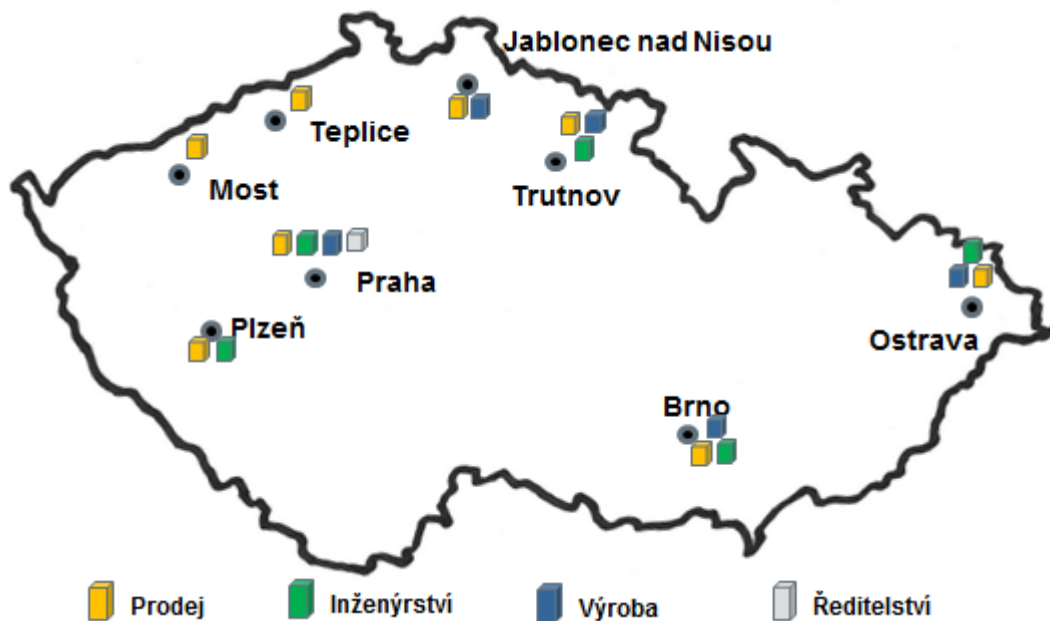 Jablonec nad Nisou
Teplice
Most
Trutnov
Praha
Plzeň
Ostrava
Brno
Prodej
Inženýrství
Výroba
Ředitelství